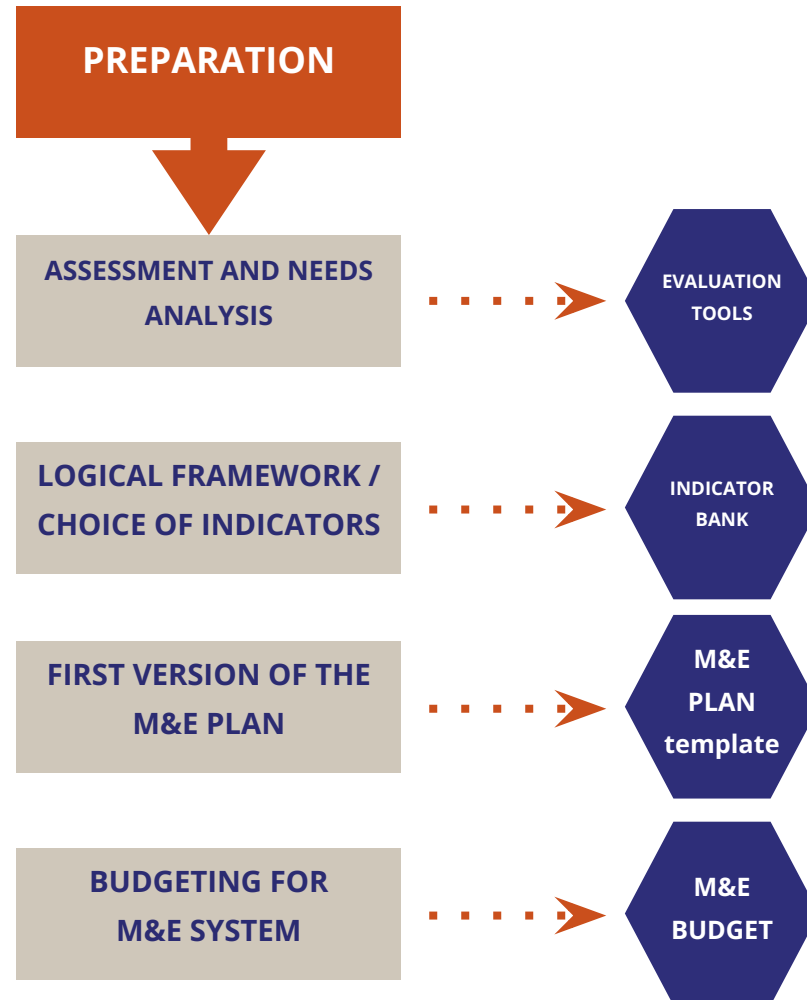 PREPARATION
ASSESSMENT AND NEEDS
ANALYSIS
EVALUATION
TOOLS
LOGICAL FRAMEWORK /
CHOICE OF INDICATORS
INDICATOR
BANK
FIRST VERSION OF THE
M&E PLAN
M&E
PLAN
template
BUDGETING FOR
M&E SYSTEM
M&E
BUDGET